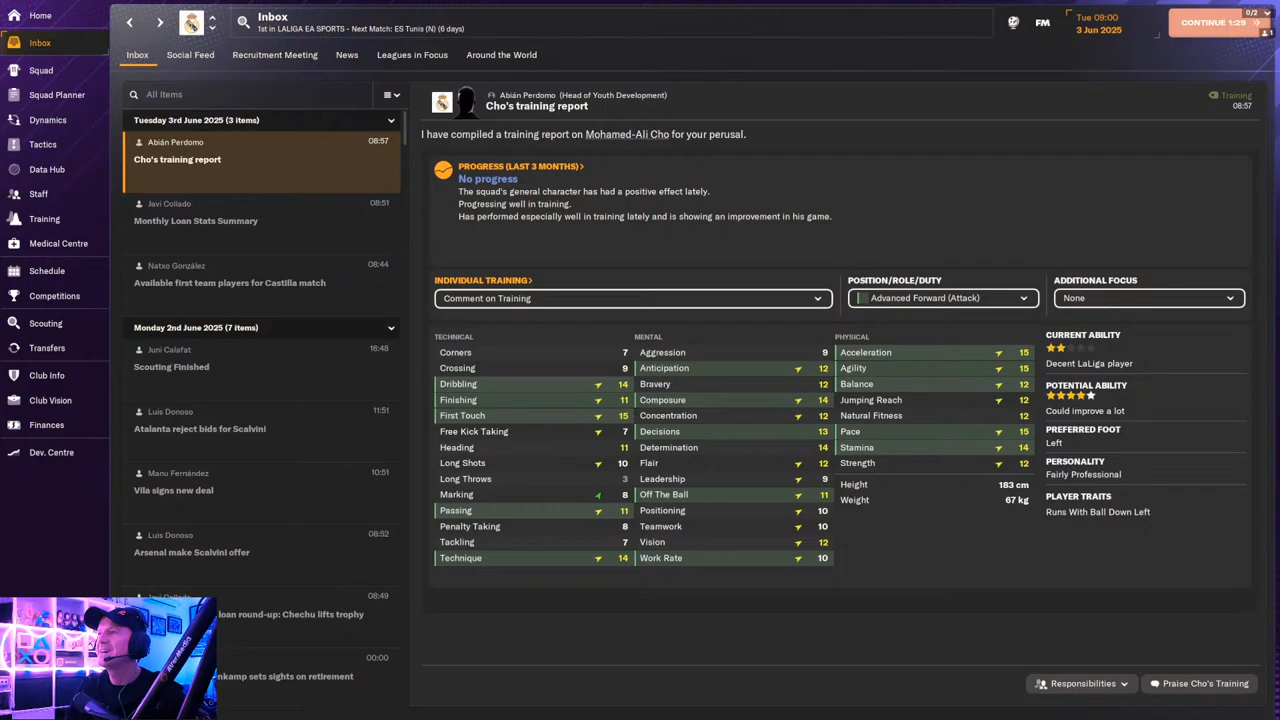 Home
Inbox
Squad
Squad Planner
Dynamics
Tactics
Data Hub
Staff
Training
Medical Centre
Schedule
Competitions
Scouting
Transfers
Club Info
Club Vision
Finances
Dev. Centre
Inbox
1st in LALIGA EA SPORTS - Next Match: ES Tunis (N) (6 days)
FM
Tue 09:00
3 Jun 2025
CONTINUE 1:25
0/2
1
Inbox
Social Feed
Recruitment Meeting
News
Leagues in Focus
Around the World
All Items
Tuesday 3rd June 2025 (3 items)
Abián Perdomo 08:57
Cho's training report
Javi Collado 08:51
Monthly Loan Stats Summary
Natxo González 08:44
Available first team players for Castilla match
Monday 2nd June 2025 (7 items)
Juni Calafat 16:48
Scouting Finished
Luis Donoso 11:51
Atalanta reject bids for Scalvini
Manu Fernández 10:51
Vila signs new deal
Luis Donoso 08:52
Arsenal make Scalvini offer
08:49
loan round-up: Chechu lifts trophy
00:00
nkamp sets sights on retirement
Abián Perdomo (Head of Youth Development)
Cho's training report
Training
08:57
I have compiled a training report on Mohamed-Ali Cho for your perusal.
PROGRESS (LAST 3 MONTHS) >
No progress
The squad's general character has had a positive effect lately.
Progressing well in training.
Has performed especially well in training lately and is showing an improvement in his game.
INDIVIDUAL TRAINING >
Comment on Training
POSITION/ROLE/DUTY
Advanced Forward (Attack)
ADDITIONAL FOCUS
None
TECHNICAL
Corners 7
Crossing 9
Dribbling 14
Finishing 11
First Touch 15
Free Kick Taking 7
Heading 11
Long Shots 10
Long Throws 3
Marking 8
Passing 11
Penalty Taking 8
Tackling 7
Technique 14
MENTAL
Aggression 9
Anticipation 12
Bravery 12
Composure 14
Concentration 12
Decisions 13
Determination 14
Flair 12
Leadership 9
Off The Ball 11
Positioning 10
Teamwork 10
Vision 12
Work Rate 10
PHYSICAL
Acceleration 15
Agility 15
Balance 12
Jumping Reach 12
Natural Fitness 12
Pace 15
Stamina 14
Strength 12
Height 183 cm
Weight 67 kg
CURRENT ABILITY
Decent LaLiga player
POTENTIAL ABILITY
Could improve a lot
PREFERRED FOOT
Left
PERSONALITY
Fairly Professional
PLAYER TRAITS
Runs With Ball Down Left
Responsibilities
Praise Cho's Training
AVerMedia